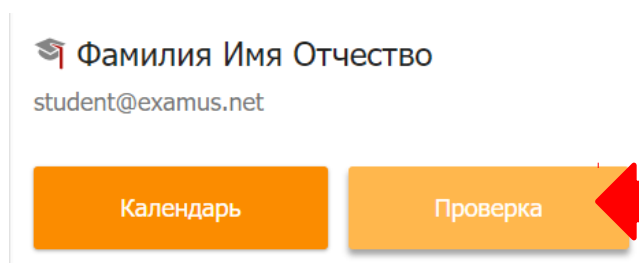 Фамилия Имя Отчество
student@examus.net
Календарь Проверка